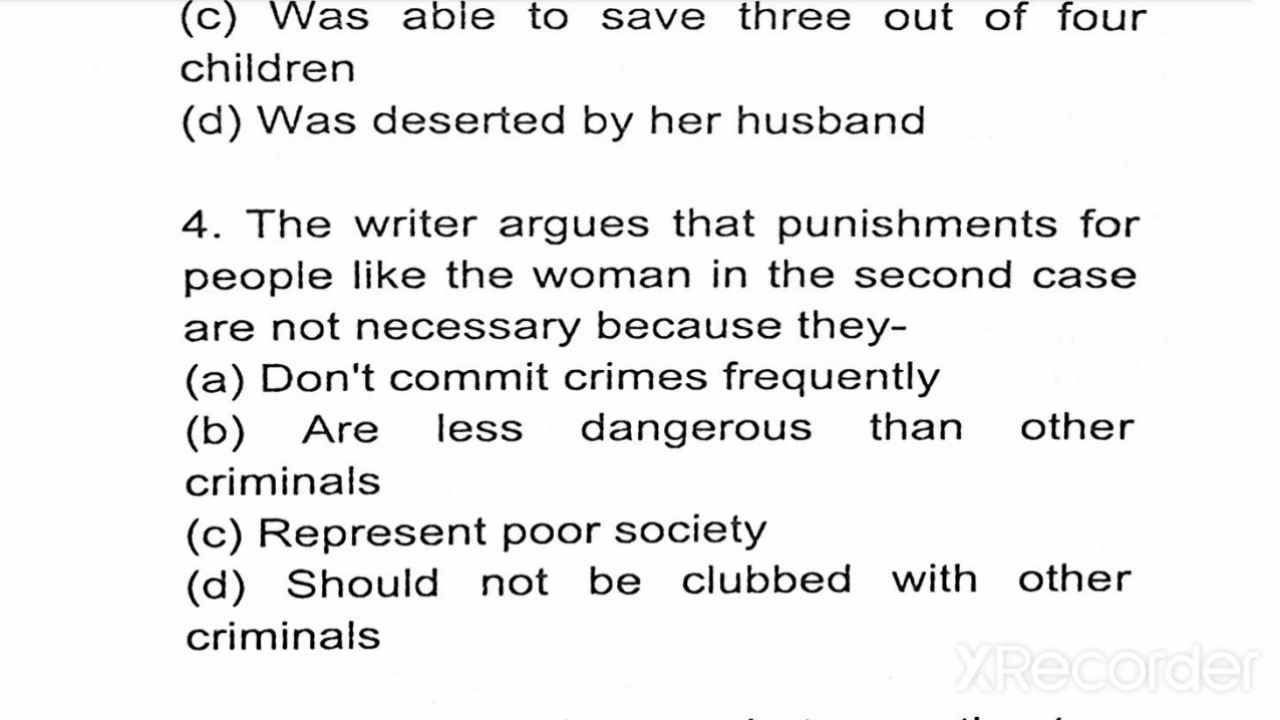 (c) Was able to save three out of four
children
(d) Was deserted by her husband
4. The writer argues that punishments for
people like the woman in the second case
are not necessary because they-
(a) Don't commit crimes frequently
(b) Are less dangerous than other
criminals
(c) Represent poor society
(d) Should not be clubbed with other
criminals
XRecorder